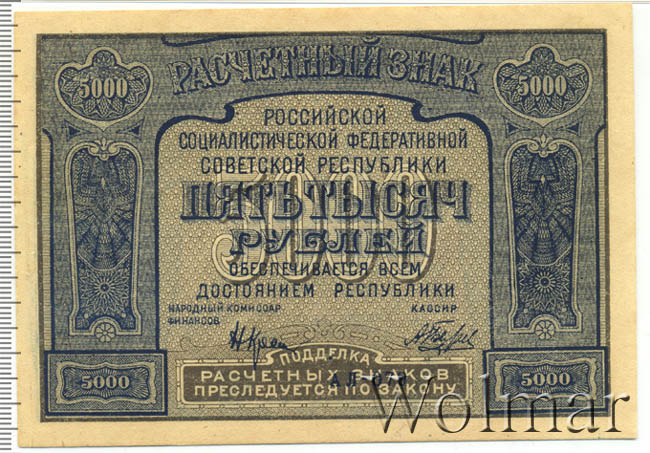 5000
РАСЧЕТНЫЙ ЗНАК
5000
РОССИЙСКОЙ
СОЦИАЛИСТИЧЕСКОЙ ФЕДЕРАТИВНОЙ
СОВЕТСКОЙ РЕСПУБЛИКИ
5000
ПЯТЬ ТЫСЯЧ
РУБЛЕЙ
ОБЕСПЕЧИВАЕТСЯ ВСЕМ
ДОСТОЯНИЕМ РЕСПУБЛИКИ
НАРОДНЫЙ КОМИССАР
ФИНАНСОВ
КАССИР
ПОДДЕЛКА
РАСЧЕТНЫХ ЗНАКОВ
ПРЕСЛЕДУЕТСЯ ПО ЗАКОНУ
5000
5000
Wolmar